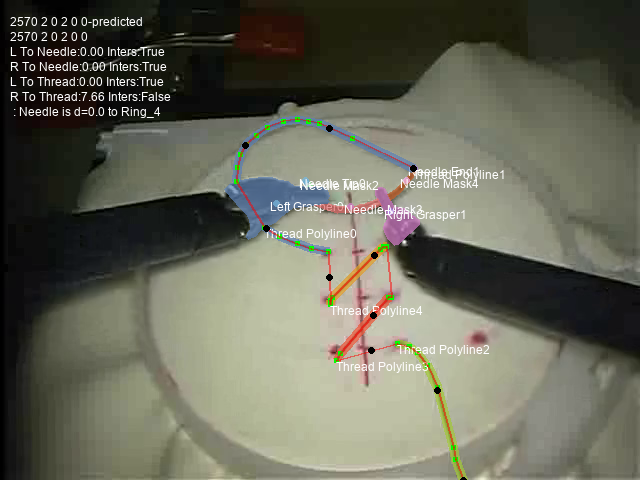 2570 2 0 2 0 0-predicted
2570 2 0 2 0 0
L To Needle:0.00 Inters:True
R To Needle:0.00 Inters:True
L To Thread:0.00 Inters:True
R To Thread:7.66 Inters:False
: Needle is d=0.0 to Ring_4
Needle End1
Thread Polyline1
Needle Tip0
Needle Mask2
Needle Mask4
Left Grasper0
Needle Mask3
Right Grasper1
Thread Polyline0
Thread Polyline4
Thread Polyline2
Thread Polyline3